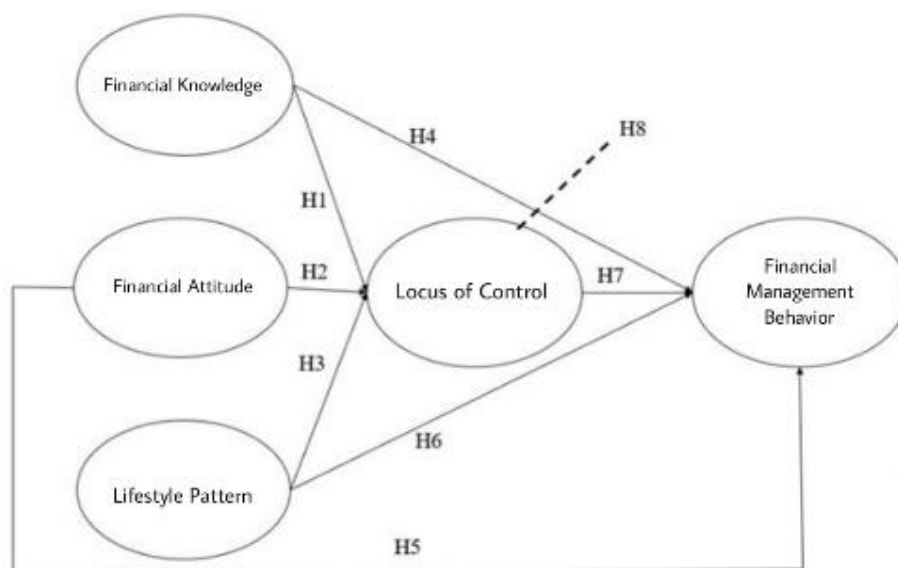 Financial Knowledge
H4
H8
H1
Financial Attitude
H2
Locus of Control
H7
Financial
Management
Behavior
H3
H6
Lifestyle Pattern
H5